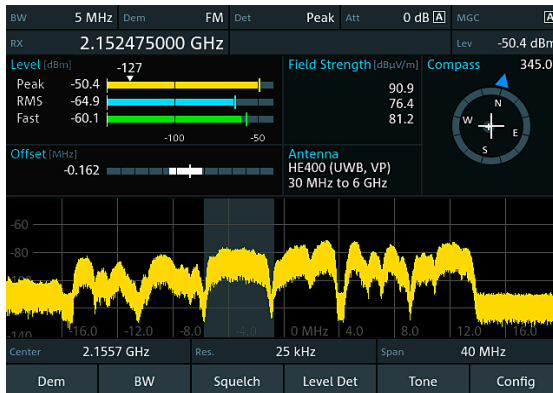 BW 5 MHz Dem FM Det Peak Att 0 dB A MGC A
RX 2.152475000 GHz Lev -50.4 dBm
Level [dBm] -127 Field Strength [dBµV/m] Compass 345.0
Peak -50.4 90.9
RMS -64.9 76.4
Fast -60.1 81.2
-100 -50
N
W E
S
Offset [MHz] Antenna
-0.162 HE400 (UWB, VP)
30 MHz to 6 GHz
-60
-80
-140 -16.0 -12.0 -8.0 -4.0 0 MHz 4.0 8.0 12.0 16.0
Center 2.1557 GHz Res. 25 kHz Span 40 MHz
Dem BW Squelch Level Det Tone Config